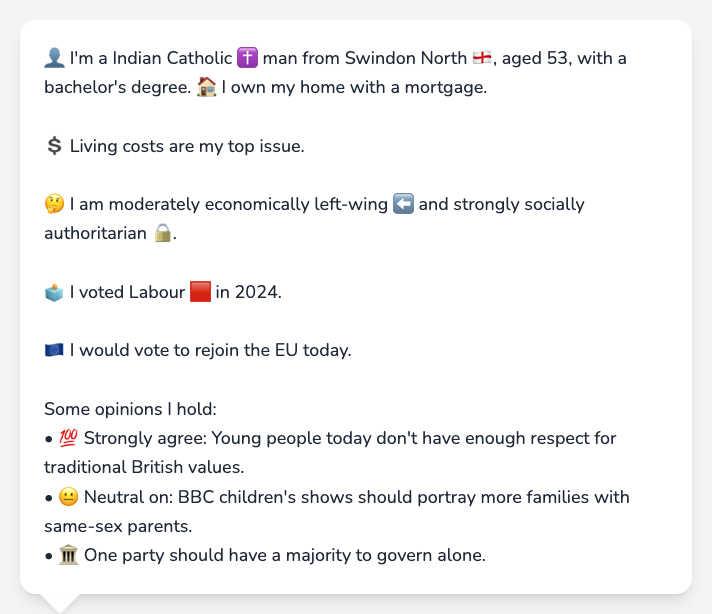 👤 I'm a Indian Catholic ✝️ man from Swindon North 🏴󠁧󠁢󠁥󠁮󠁧󠁿, aged 53, with a
bachelor's degree. 🏠 I own my home with a mortgage.
💲 Living costs are my top issue.
🤔 I am moderately economically left-wing ⬅️ and strongly socially
authoritarian 🔒.
🗳️ I voted Labour 🟥 in 2024.
🇪🇺 I would vote to rejoin the EU today.
Some opinions I hold:
• 💯 Strongly agree: Young people today don't have enough respect for
traditional British values.
• 😐 Neutral on: BBC children's shows should portray more families with
same-sex parents.
• 🏛️ One party should have a majority to govern alone.